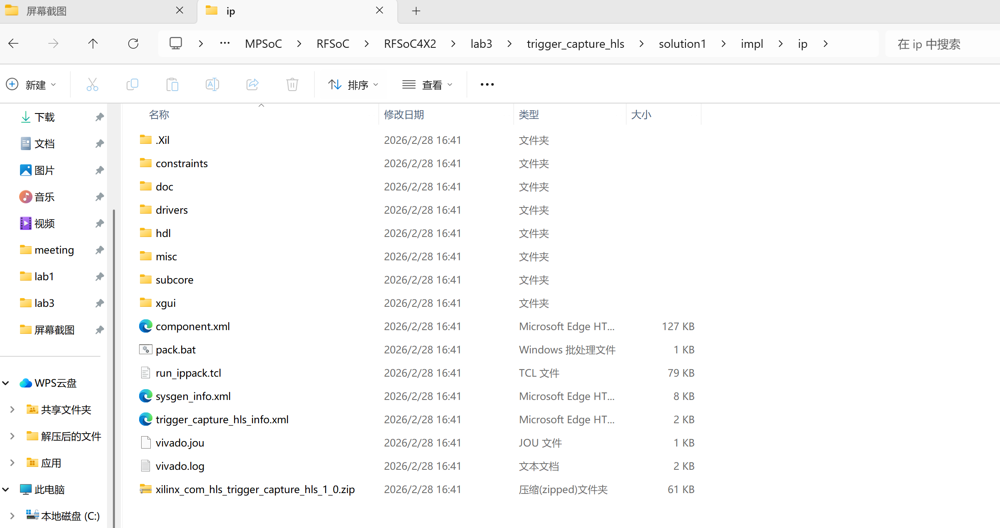 屏幕截图
ip
MPSoC RFSoC RFSoC4X2 lab3 trigger_capture_hls solution1 impl ip
在 ip 中搜索
新建
排序
查看
下载
文档
图片
音乐
视频
meeting
lab1
lab3
屏幕截图
WPS云盘
共享文件夹
解压后的文件
应用
此电脑
本地磁盘 (C:)
名称 修改日期 类型 大小
.Xil 2026/2/28 16:41 文件夹
constraints 2026/2/28 16:41 文件夹
doc 2026/2/28 16:41 文件夹
drivers 2026/2/28 16:41 文件夹
hdl 2026/2/28 16:41 文件夹
misc 2026/2/28 16:41 文件夹
subcore 2026/2/28 16:41 文件夹
xgui 2026/2/28 16:41 文件夹
component.xml 2026/2/28 16:41 Microsoft Edge HT... 127 KB
pack.bat 2026/2/28 16:41 Windows 批处理文件 1 KB
run_ippack.tcl 2026/2/28 16:41 TCL 文件 79 KB
sysgen_info.xml 2026/2/28 16:41 Microsoft Edge HT... 8 KB
trigger_capture_hls_info.xml 2026/2/28 16:41 Microsoft Edge HT... 2 KB
vivado.jou 2026/2/28 16:41 JOU 文件 1 KB
vivado.log 2026/2/28 16:41 文本文档 2 KB
xilinx_com_hls_trigger_capture_hls_1_0.zip 2026/2/28 16:41 压缩(zipped)文件夹 61 KB